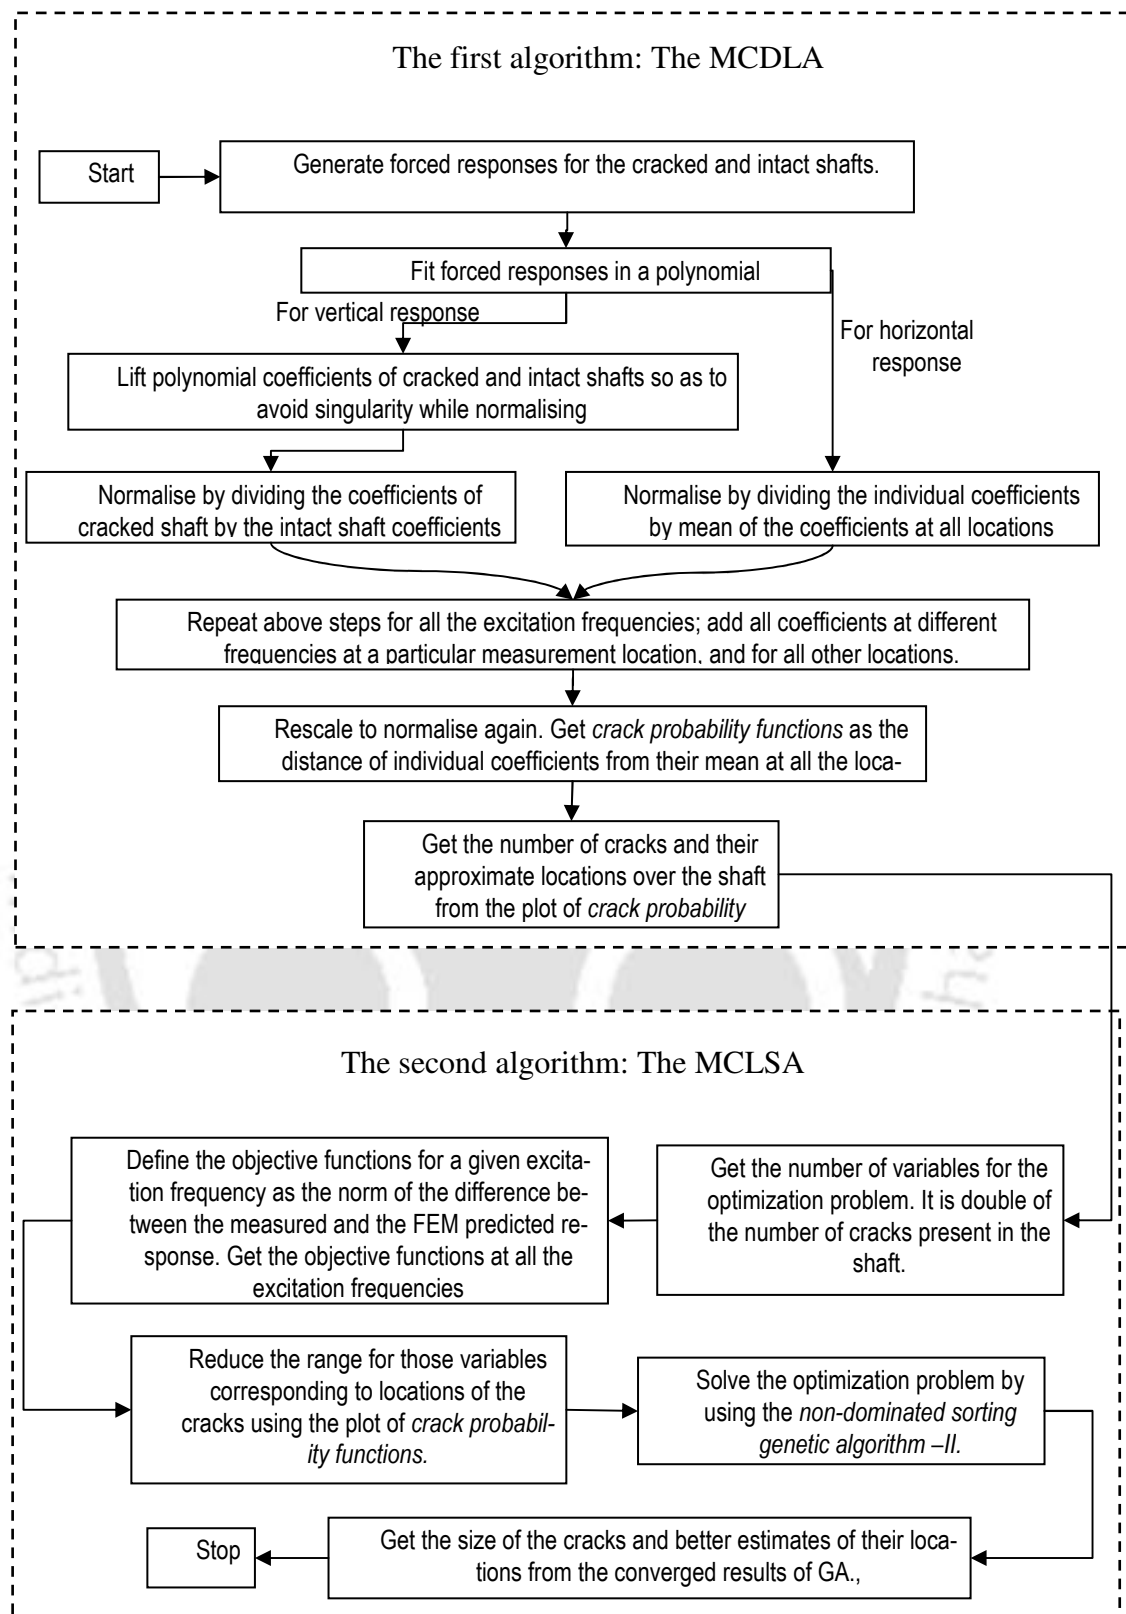 The first algorithm: The MCDLA
Start
Generate forced responses for the cracked and intact shafts.
Fit forced responses in a polynomial
For vertical response
For horizontal
response
Lift polynomial coefficients of cracked and intact shafts so as to
avoid singularity while normalising
Normalise by dividing the coefficients of
cracked shaft by the intact shaft coefficients
Normalise by dividing the individual coefficients
by mean of the coefficients at all locations
Repeat above steps for all the excitation frequencies; add all coefficients at different
frequencies at a particular measurement location, and for all other locations.
Rescale to normalise again. Get crack probability functions as the
distance of individual coefficients from their mean at all the loca-
Get the number of cracks and their
approximate locations over the shaft
from the plot of crack probability
The second algorithm: The MCLSA
Define the objective functions for a given excita-
tion frequency as the norm of the difference be-
tween the measured and the FEM predicted re-
sponse. Get the objective functions at all the
excitation frequencies
Get the number of variables for the
optimization problem. It is double of
the number of cracks present in the
shaft.
Reduce the range for those variables
corresponding to locations of the
cracks using the plot of crack probabil-
ity functions.
Solve the optimization problem by
using the non-dominated sorting
genetic algorithm –II.
Stop
Get the size of the cracks and better estimates of their loca-
tions from the converged results of GA.,